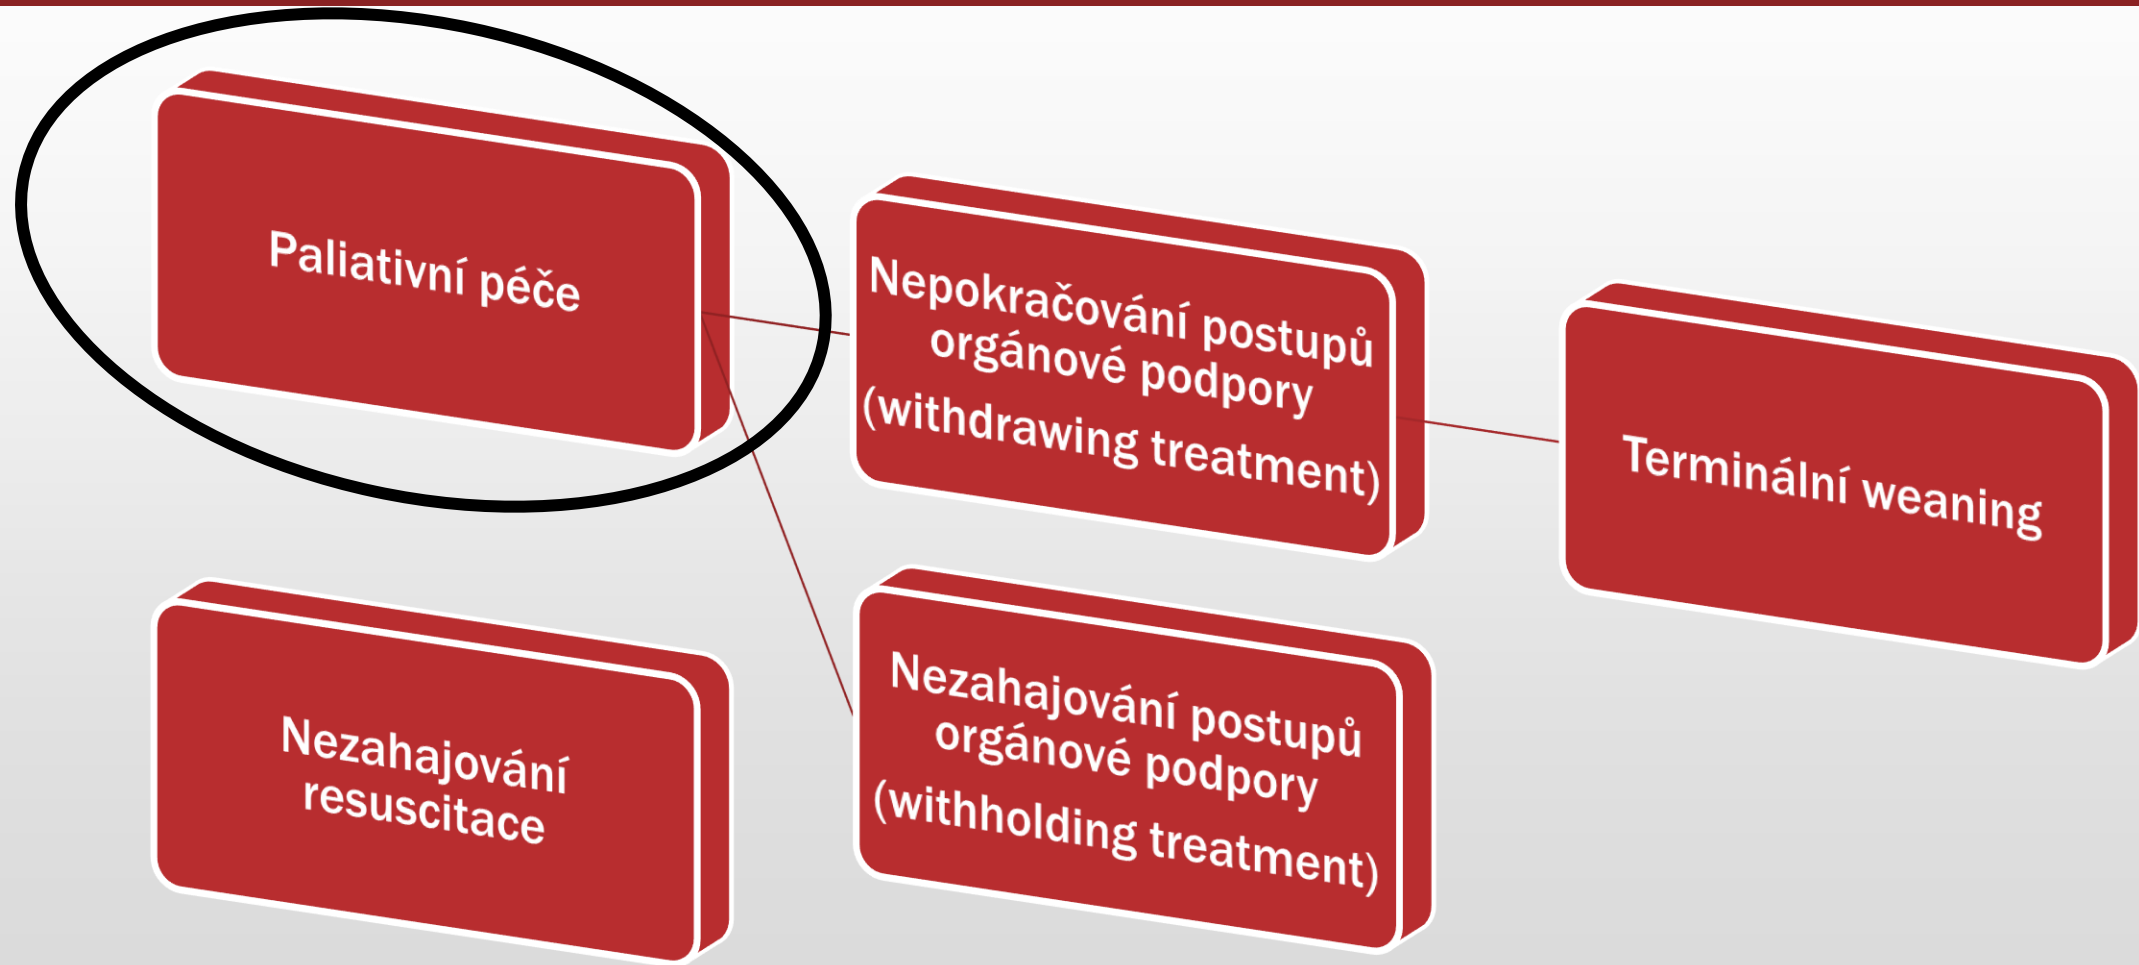 Paliativní péče
Nepokračování postupů
orgánové podpory
(withdrawing treatment)
Terminální weaning
Nezahajování
resuscitace
Nezahajování postupů
orgánové podpory
(withholding treatment)